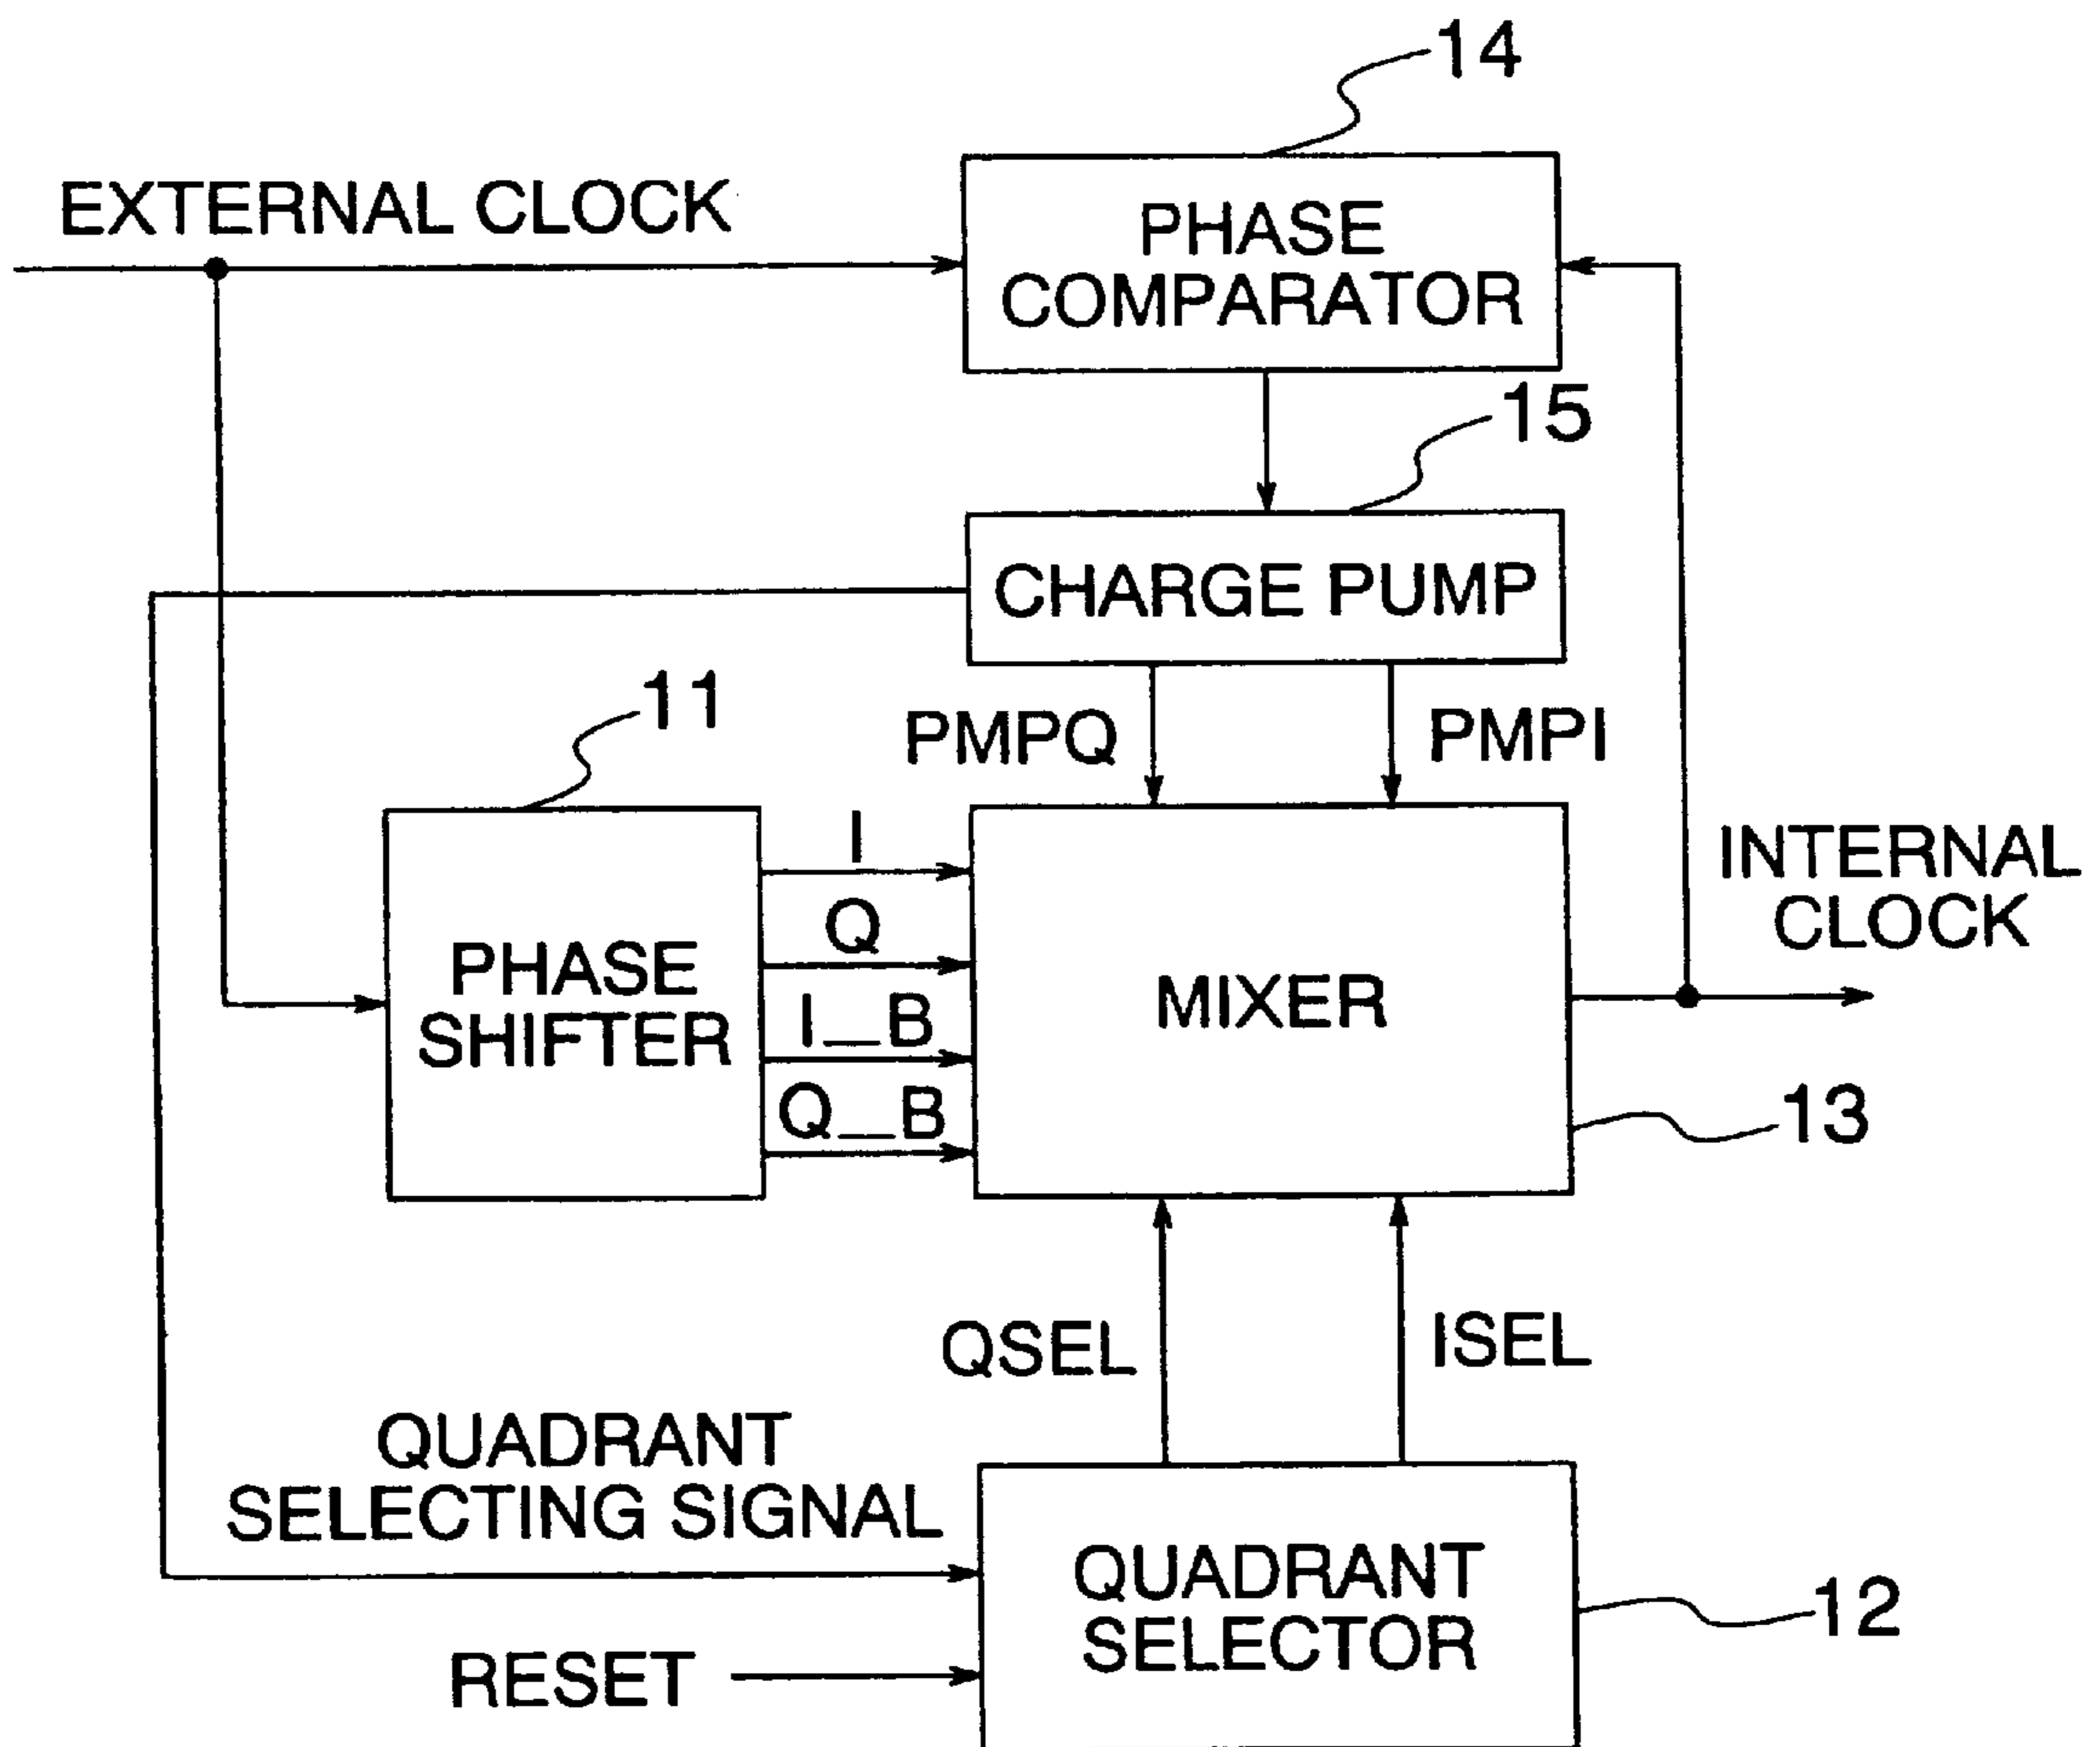 14
EXTERNAL CLOCK
PHASE
COMPARATOR
15
CHARGE PUMP
11
PMPQ
PMPI
I
Q
I_B
Q_B
PHASE
SHIFTER
MIXER
INTERNAL
CLOCK
13
QSEL
ISEL
QUADRANT
SELECTING SIGNAL
QUADRANT
SELECTOR
12
RESET